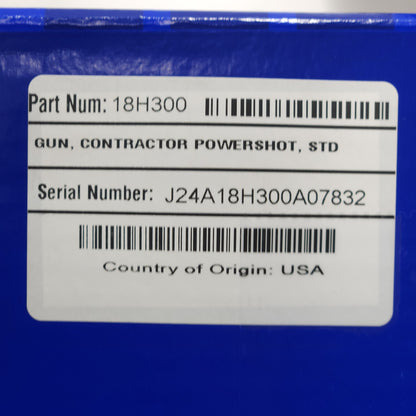 Part Num: 18H300
GUN, CONTRACTOR POWERSHOT, STD
Serial Number: J24A18H300A07832
Country of Origin: USA